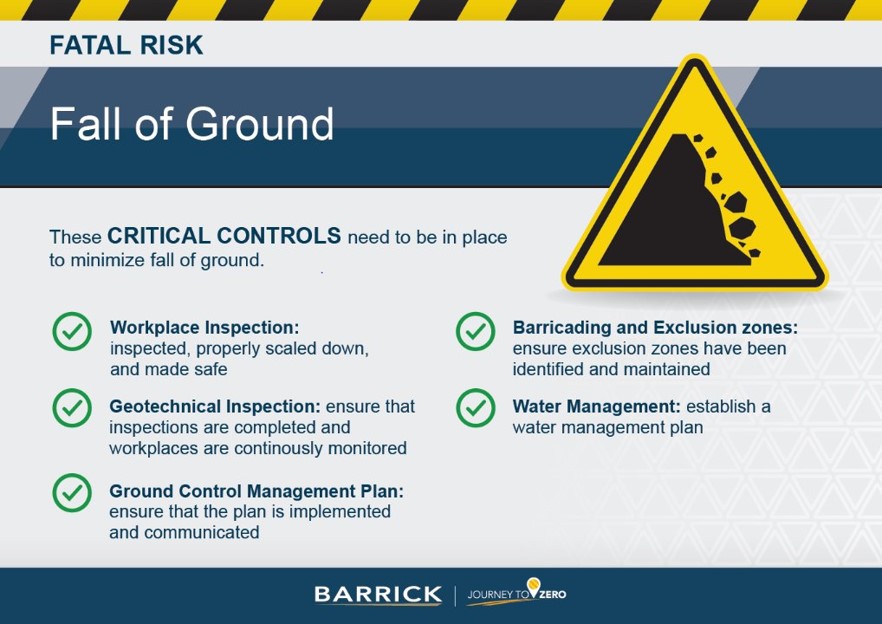 FATAL RISK
Fall of Ground
These CRITICAL CONTROLS need to be in place
to minimize fall of ground.
Workplace Inspection:
inspected, properly scaled down,
and made safe
Geotechnical Inspection: ensure that
inspections are completed and
workplaces are continously monitored
Ground Control Management Plan:
ensure that the plan is implemented
and communicated
Barricading and Exclusion zones:
ensure exclusion zones have been
identified and maintained
Water Management: establish a
water management plan
BARRICK | JOURNEY TO ZERO